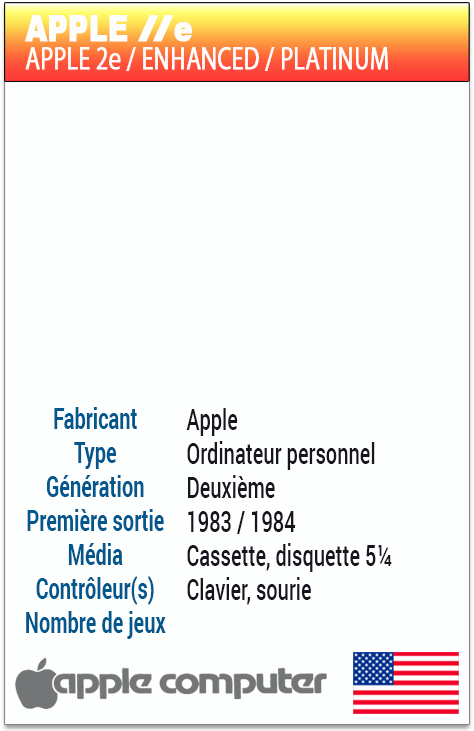 APPLE //e
APPLE 2e / ENHANCED / PLATINUM
Fabricant Apple
Type Ordinateur personnel
Génération Deuxième
Première sortie 1983 / 1984
Média Cassette, disquette 5¼
Contrôleur(s) Clavier, sourie
Nombre de jeux
apple computer